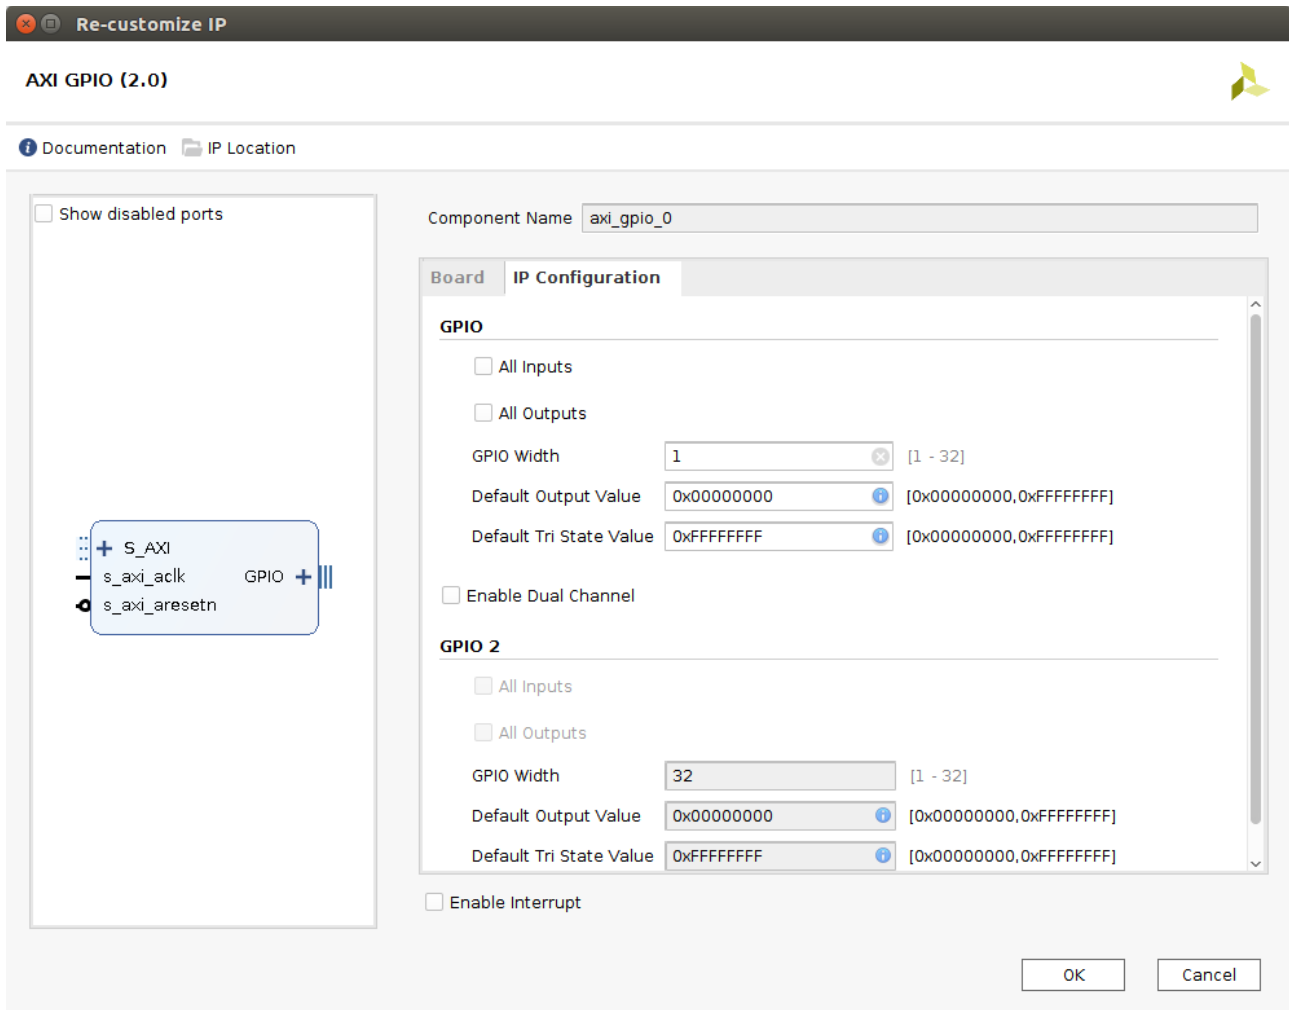 Re-customize IP
AXI GPIO (2.0)
Documentation IP Location
Show disabled ports
S_AXI
s_axi_aclk GPIO
s_axi_aresetn
Component Name axi_gpio_0
Board IP Configuration
GPIO
All Inputs
All Outputs
GPIO Width 1 [1 - 32]
Default Output Value 0x00000000 [0x00000000,0xFFFFFFFF]
Default Tri State Value 0xFFFFFFFF [0x00000000,0xFFFFFFFF]
Enable Dual Channel
GPIO 2
All Inputs
All Outputs
GPIO Width 32 [1 - 32]
Default Output Value 0x00000000 [0x00000000,0xFFFFFFFF]
Default Tri State Value 0xFFFFFFFF [0x00000000,0xFFFFFFFF]
Enable Interrupt
OK Cancel